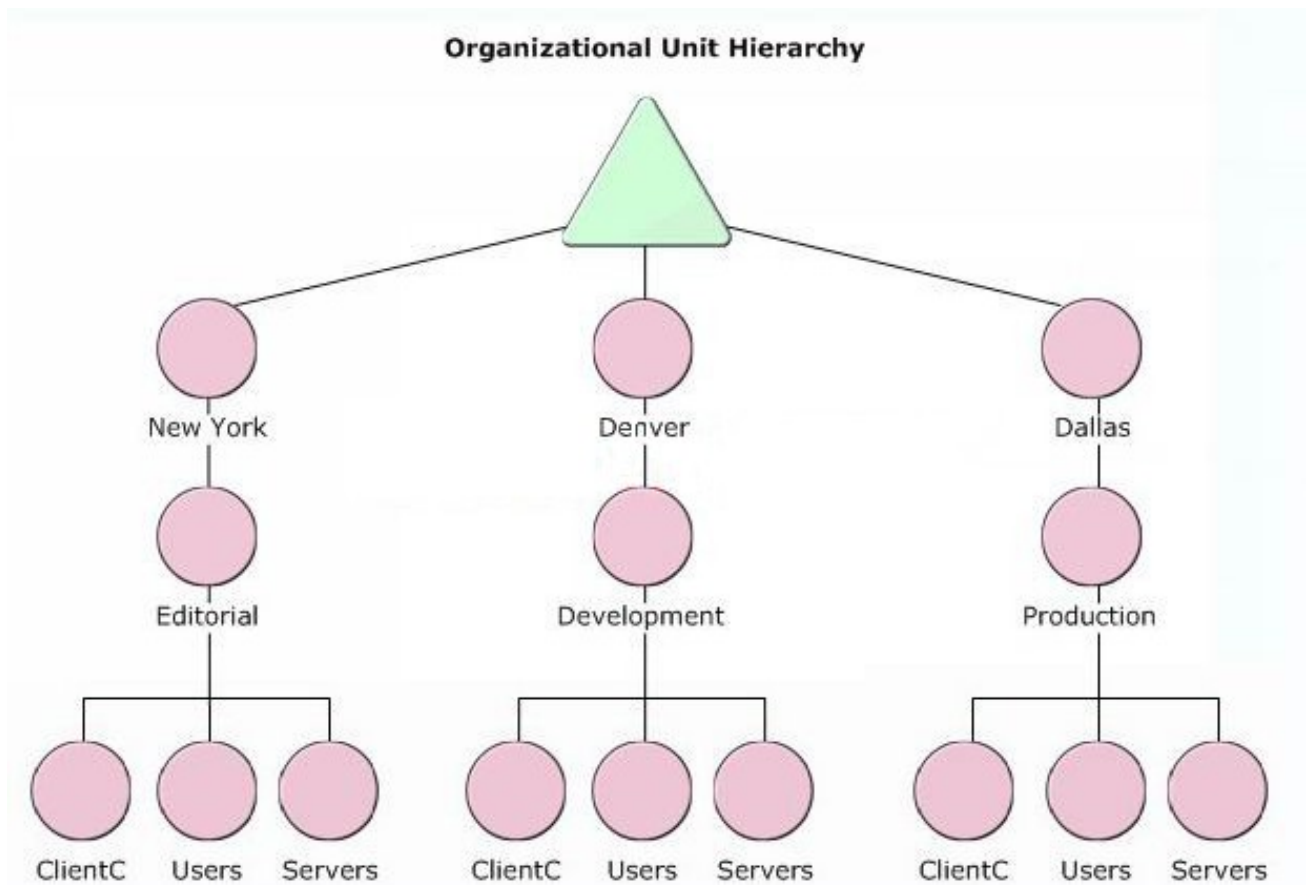 Organizational Unit Hierarchy
New York
Denver
Dallas
Editorial
Development
Production
ClientC
Users
Servers
ClientC
Users
Servers
ClientC
Users
Servers